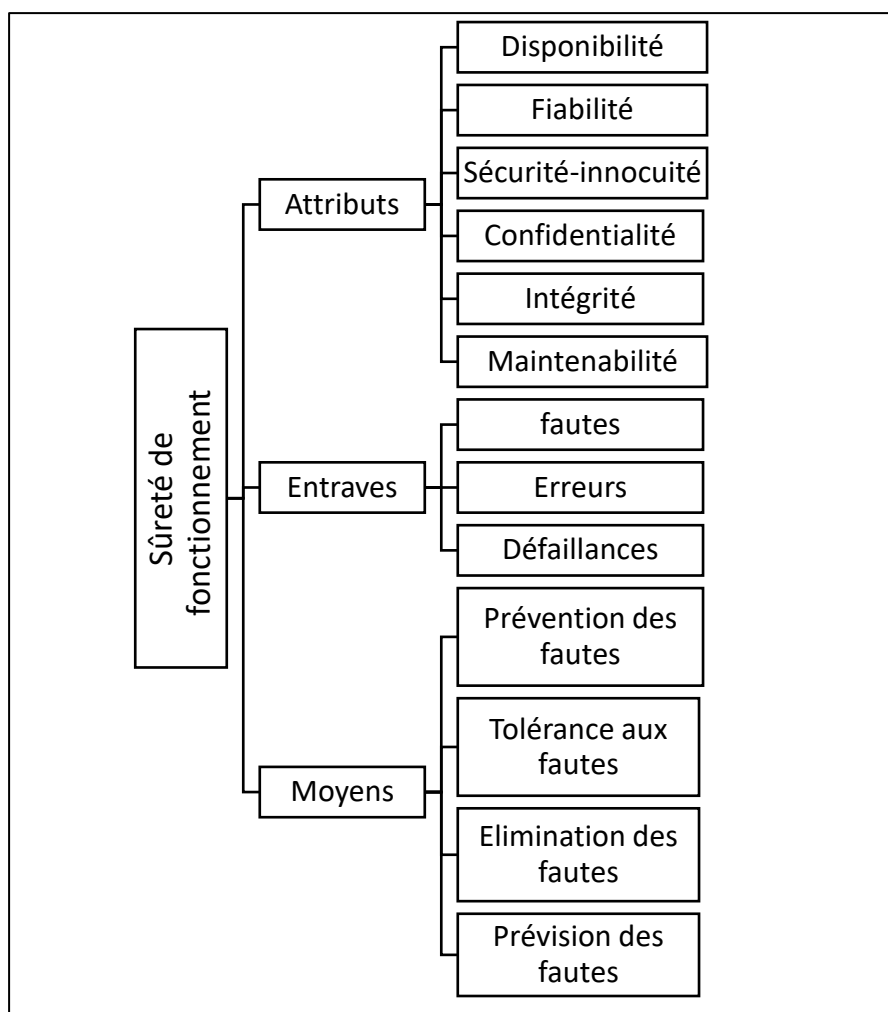 Sûreté de
fonctionnement
Attributs
Disponibilité
Fiabilité
Sécurité-innocuité
Confidentialité
Intégrité
Maintenabilité
Entraves
fautes
Erreurs
Défaillances
Moyens
Prévention des
fautes
Tolérance aux
fautes
Elimination des
fautes
Prévision des
fautes